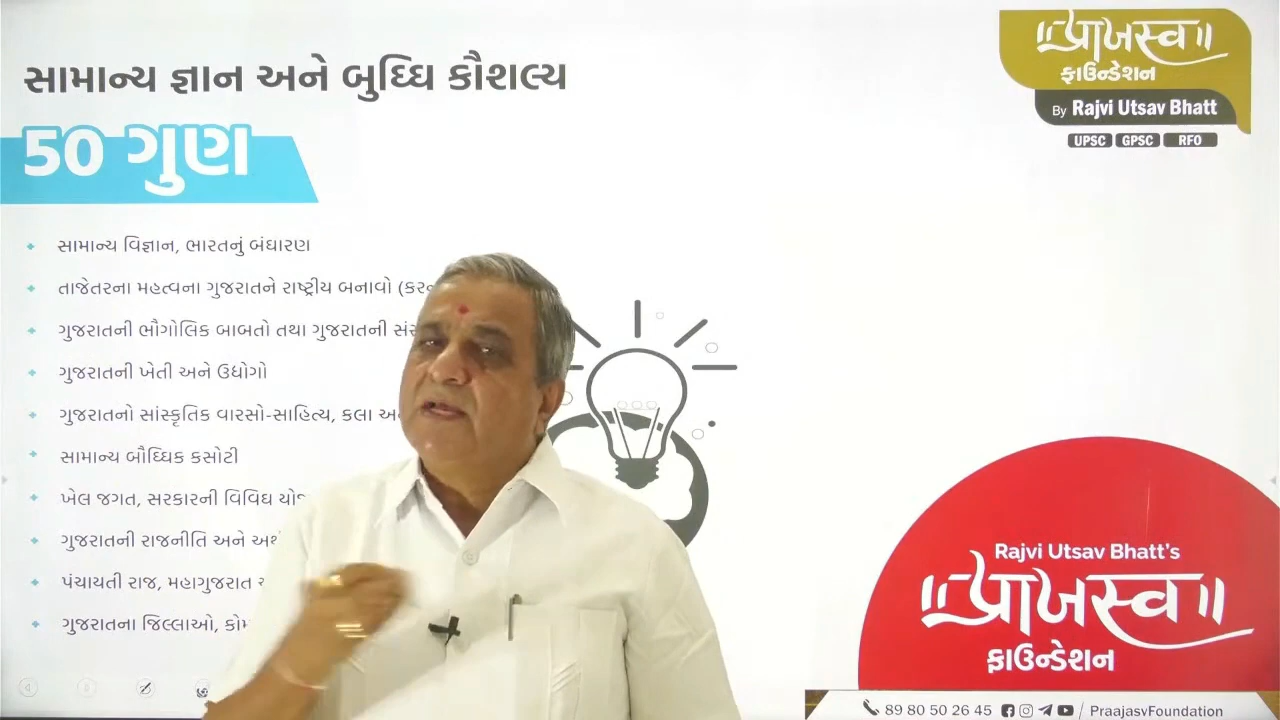 સામાન્ય જ્ઞાન અને બુધ્ધિ કૌશલ્ય
50 ગુણ
સામાન્ય વિજ્ઞાન, ભારતનું બંધારણ
તાજેતરના મહત્વના ગુજરાતને રાષ્ટ્રીય બનાવો
ગુજરાતની ભૌગોલિક બાબતો તથા ગુજરાતની
ગુજરાતની ખેતી અને ઉદ્યોગો
ગુજરાતનો સાંસ્કૃતિક વારસો-સાહિત્ય, કલા
સામાન્ય બૌધ્ધિક કસોટી
ખેલ જગત, સરકારની વિવિધ
ગુજરાતની રાજનીતિ અને
પંચાયતી રાજ, મહાગુજરાત
ગુજરાતના જિલ્લાઓ,
પ્રાજસ્વ
ફાઉન્ડેશન
By Rajvi Utsav Bhatt
UPSC GPSC RFO
Rajvi Utsav Bhatt's
પ્રાજસ્વ
ફાઉન્ડેશન
89 80 50 26 45 / PraajasvFoundation